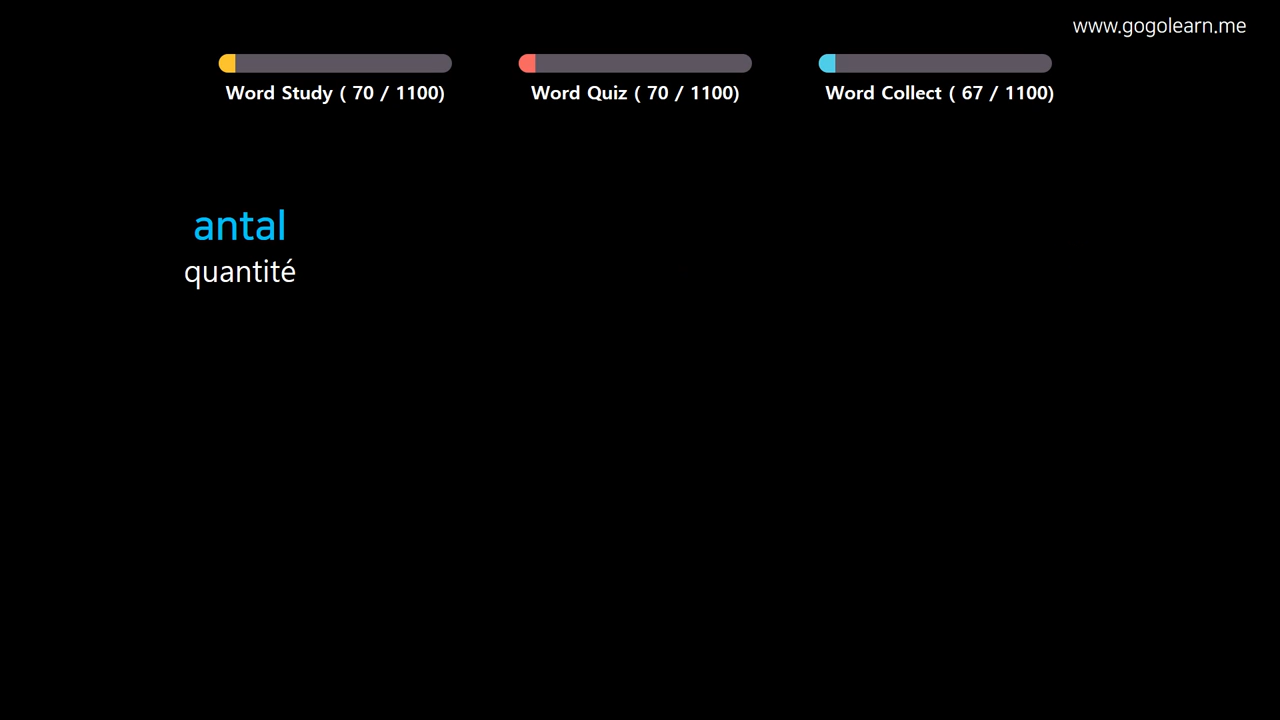 www.gogolearn.me
Word Study ( 70 / 1100)
Word Quiz ( 70 / 1100)
Word Collect ( 67 / 1100)
antal
quantité